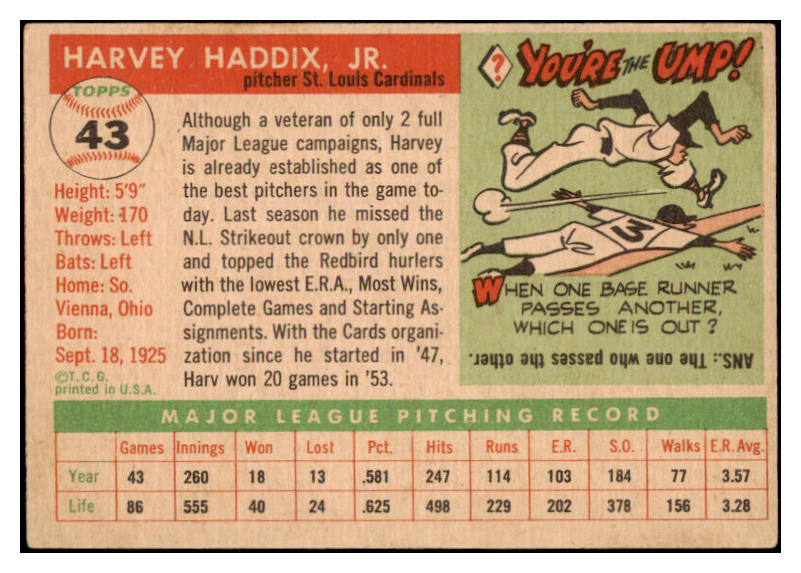 HARVEY HADDIX, JR.
pitcher St. Louis Cardinals
TOPPS
43
Height: 5'9"
Weight: 170
Throws: Left
Bats: Left
Home: So.
Vienna, Ohio
Born:
Sept. 18, 1925
©T.C.G.
printed in U.S.A.
Although a veteran of only 2 full
Major League campaigns, Harvey
is already established as one of
the best pitchers in the game to-
day. Last season he missed the
N.L. Strikeout crown by only one
and topped the Redbird hurlers
with the lowest E.R.A., Most Wins,
Complete Games and Starting As-
signments. With the Cards organi-
zation since he started in '47,
Harv won 20 games in '53.
? YOU'RE THE UMP!
3
WHEN ONE BASE RUNNER
PASSES ANOTHER,
WHICH ONE IS OUT?
ANS.: The one who passes the other.
MAJOR LEAGUE PITCHING RECORD
Games Innings Won Lost Pct. Hits Runs E.R. S.O. Walks E.R. Avg.
Year 43 260 18 13 .581 247 114 103 184 77 3.57
Life 86 555 40 24 .625 498 229 202 378 156 3.28